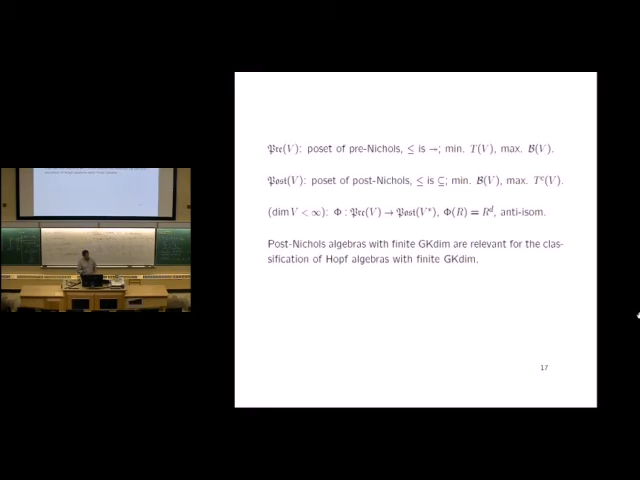 𝔓𝔯𝔢(V): poset of pre-Nichols, ≤ is ↠; min. T(V), max. ℬ(V).
𝔓𝔬𝔰𝔱(V): poset of post-Nichols, ≤ is ⊆; min. ℬ(V), max. Tᶜ(V).
(dim V < ∞): Φ : 𝔓𝔯𝔢(V) → 𝔓𝔬𝔰𝔱(V*), Φ(R) = Rᵈ, anti-isom.
Post-Nichols algebras with finite GKdim are relevant for the clas-
sification of Hopf algebras with finite GKdim.
17